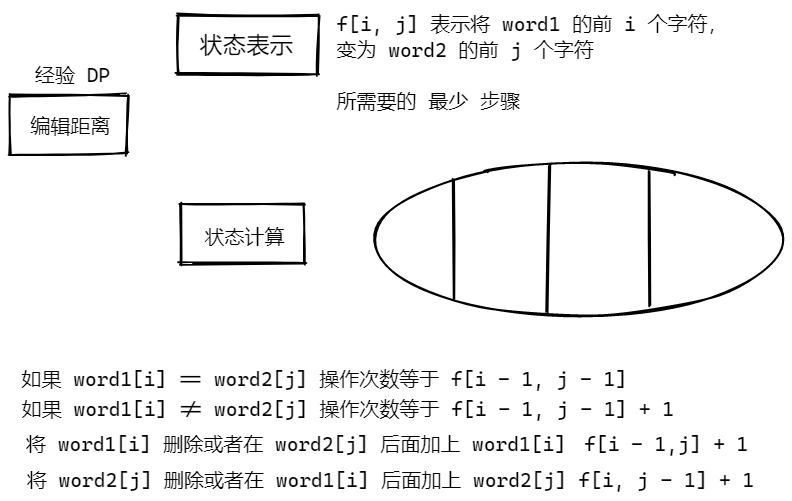 经验 DP
编辑距离
状态表示
f[i, j] 表示将 word1 的前 i 个字符,
变为 word2 的前 j 个字符
所需要的 最少 步骤
状态计算
如果 word1[i] == word2[j] 操作次数等于 f[i - 1, j - 1]
如果 word1[i] ≠ word2[j] 操作次数等于 f[i - 1, j - 1] + 1
将 word1[i] 删除或者在 word2[j] 后面加上 word1[i] f[i - 1,j] + 1
将 word2[j] 删除或者在 word1[i] 后面加上 word2[j] f[i, j - 1] + 1